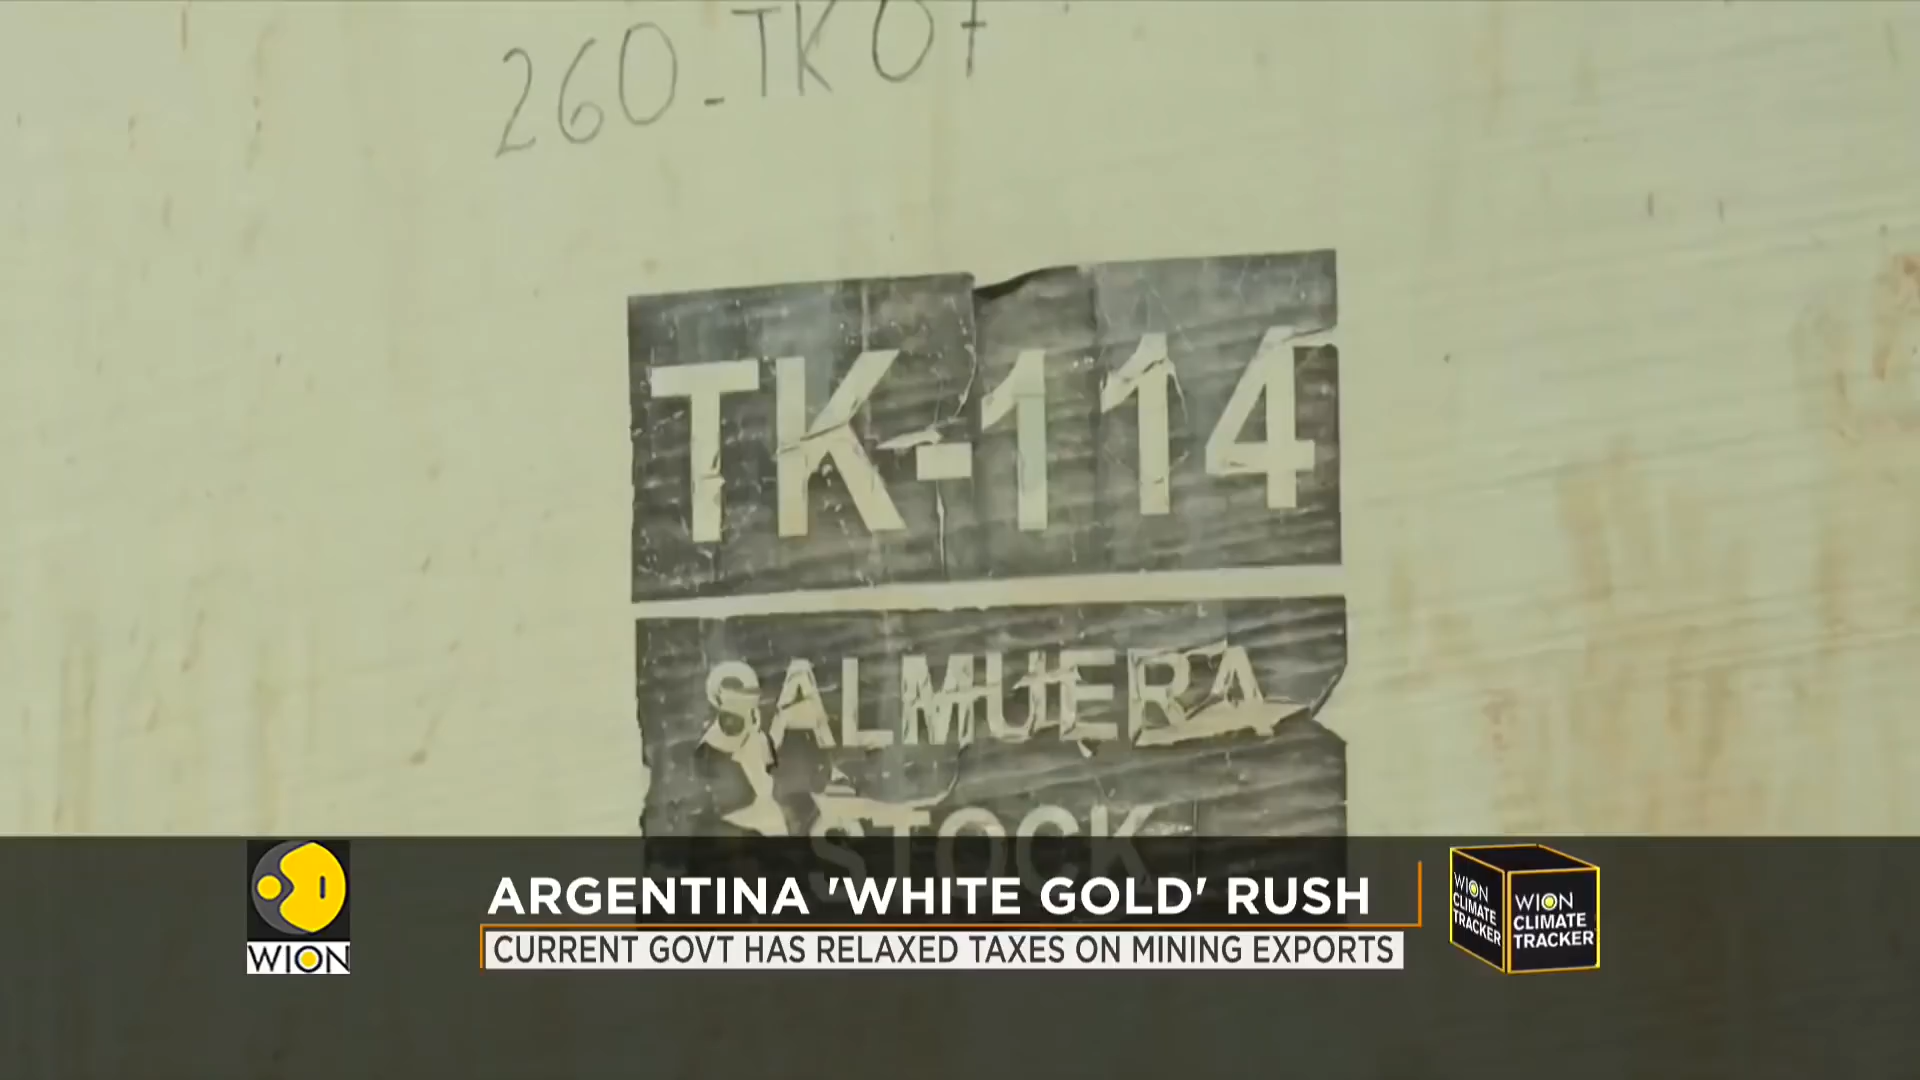 260-TK07
TK-114
SALMUERA
STOCK
ARGENTINA 'WHITE GOLD' RUSH
CURRENT GOVT HAS RELAXED TAXES ON MINING EXPORTS
WION
WION
CLIMATE
TRACKER
WION
CLIMATE
TRACKER